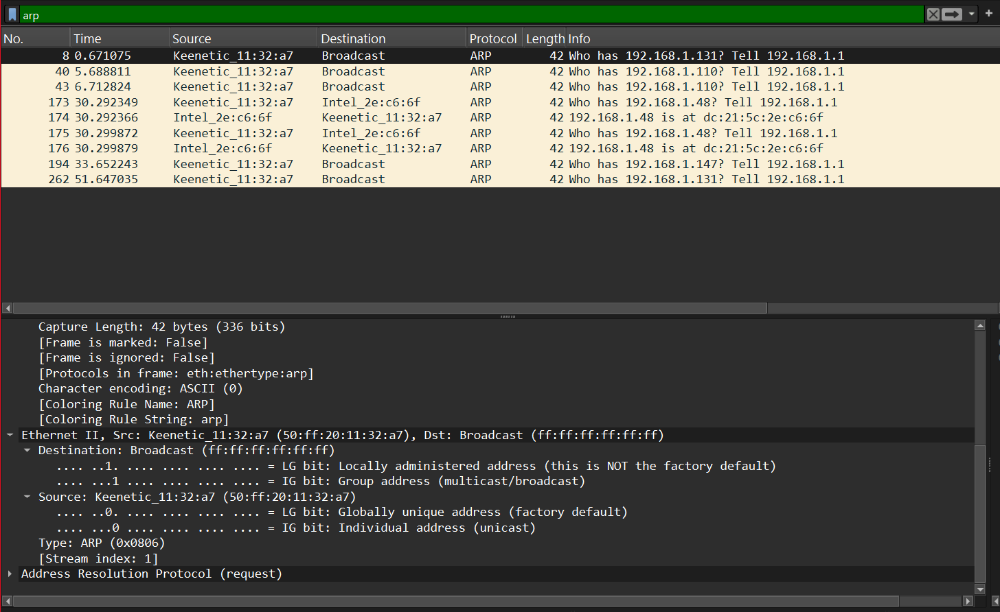 arp
No. Time Source Destination Protocol Length Info
8 0.671075 Keenetic_11:32:a7 Broadcast ARP 42 Who has 192.168.1.131? Tell 192.168.1.1
40 5.688811 Keenetic_11:32:a7 Broadcast ARP 42 Who has 192.168.1.110? Tell 192.168.1.1
43 6.712824 Keenetic_11:32:a7 Broadcast ARP 42 Who has 192.168.1.110? Tell 192.168.1.1
173 30.292349 Keenetic_11:32:a7 Intel_2e:c6:6f ARP 42 Who has 192.168.1.48? Tell 192.168.1.1
174 30.292366 Intel_2e:c6:6f Keenetic_11:32:a7 ARP 42 192.168.1.48 is at dc:21:5c:2e:c6:6f
175 30.299872 Keenetic_11:32:a7 Intel_2e:c6:6f ARP 42 Who has 192.168.1.48? Tell 192.168.1.1
176 30.299879 Intel_2e:c6:6f Keenetic_11:32:a7 ARP 42 192.168.1.48 is at dc:21:5c:2e:c6:6f
194 33.652243 Keenetic_11:32:a7 Broadcast ARP 42 Who has 192.168.1.147? Tell 192.168.1.1
262 51.647035 Keenetic_11:32:a7 Broadcast ARP 42 Who has 192.168.1.131? Tell 192.168.1.1
Capture Length: 42 bytes (336 bits)
[Frame is marked: False]
[Frame is ignored: False]
[Protocols in frame: eth:ethertype:arp]
Character encoding: ASCII (0)
[Coloring Rule Name: ARP]
[Coloring Rule String: arp]
Ethernet II, Src: Keenetic_11:32:a7 (50:ff:20:11:32:a7), Dst: Broadcast (ff:ff:ff:ff:ff:ff)
Destination: Broadcast (ff:ff:ff:ff:ff:ff)
.... ..1. .... .... .... .... = LG bit: Locally administered address (this is NOT the factory default)
.... ...1 .... .... .... .... = IG bit: Group address (multicast/broadcast)
Source: Keenetic_11:32:a7 (50:ff:20:11:32:a7)
.... ..0. .... .... .... .... = LG bit: Globally unique address (factory default)
.... ...0 .... .... .... .... = IG bit: Individual address (unicast)
Type: ARP (0x0806)
[Stream index: 1]
Address Resolution Protocol (request)